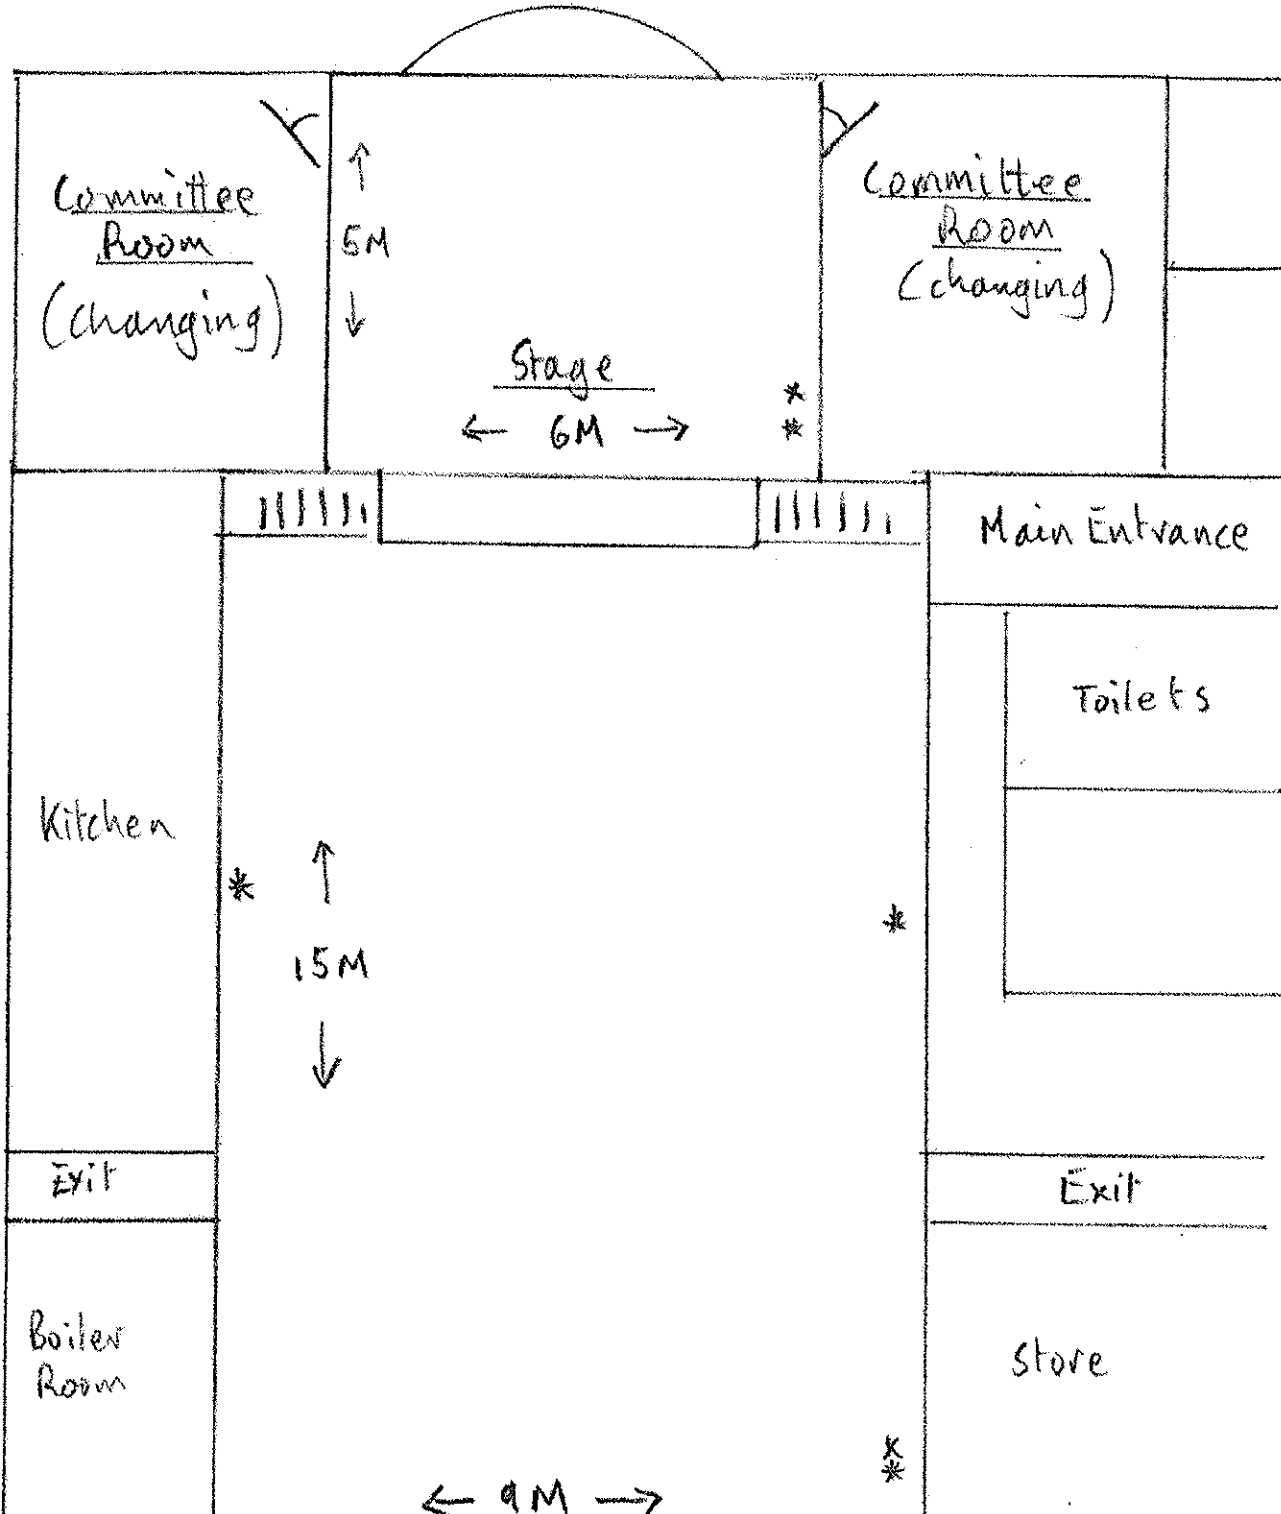 Committee
Room
(changing)
5M
Stage
← 6M →
*
*
Committee
Room
(changing)
Main Entrance
Toilets
Kitchen
*
15M
*
Exit
Exit
Boiler
Room
Store
*
*
← 9M →